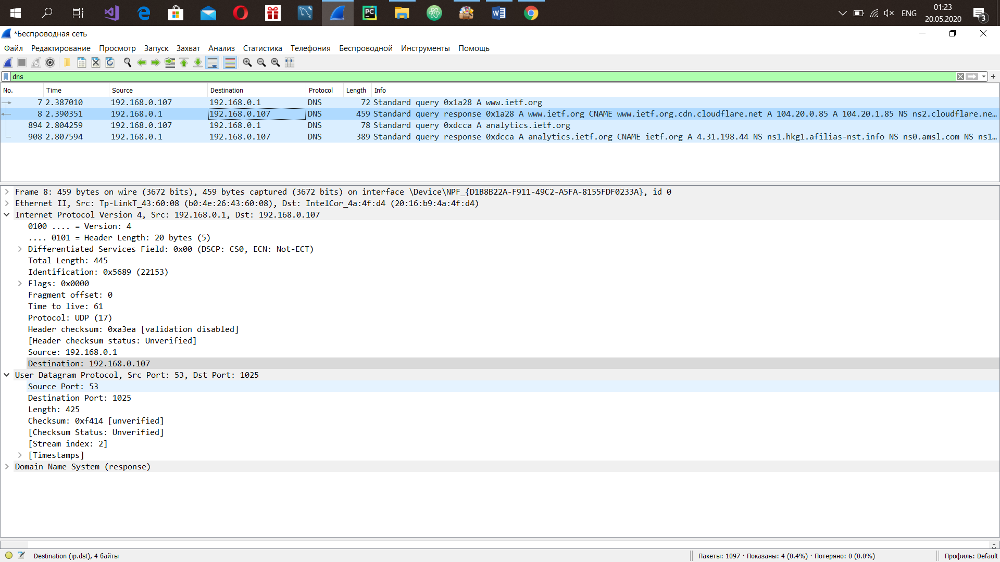 PC
ENG
01:23
20.05.2020
3
*Беспроводная сеть
Файл Редактирование Просмотр Запуск Захват Анализ Статистика Телефония Беспроводной Инструменты Помощь
dns
No. Time Source Destination Protocol Length Info
7 2.387010 192.168.0.107 192.168.0.1 DNS 72 Standard query 0x1a28 A www.ietf.org
8 2.390351 192.168.0.1 192.168.0.107 DNS 459 Standard query response 0x1a28 A www.ietf.org CNAME www.ietf.org.cdn.cloudflare.net A 104.20.0.85 A 104.20.1.85 NS ns2.cloudflare.ne…
894 2.804259 192.168.0.107 192.168.0.1 DNS 78 Standard query 0xdcca A analytics.ietf.org
908 2.807594 192.168.0.1 192.168.0.107 DNS 389 Standard query response 0xdcca A analytics.ietf.org CNAME ietf.org A 4.31.198.44 NS ns1.hkg1.afilias-nst.info NS ns0.amsl.com NS ns1…
Frame 8: 459 bytes on wire (3672 bits), 459 bytes captured (3672 bits) on interface \Device\NPF_{D1B8B22A-F911-49C2-A5FA-8155FDF0233A}, id 0
Ethernet II, Src: Tp-LinkT_43:60:08 (b0:4e:26:43:60:08), Dst: IntelCor_4a:4f:d4 (20:16:b9:4a:4f:d4)
Internet Protocol Version 4, Src: 192.168.0.1, Dst: 192.168.0.107
0100 .... = Version: 4
.... 0101 = Header Length: 20 bytes (5)
Differentiated Services Field: 0x00 (DSCP: CS0, ECN: Not-ECT)
Total Length: 445
Identification: 0x5689 (22153)
Flags: 0x0000
Fragment offset: 0
Time to live: 61
Protocol: UDP (17)
Header checksum: 0xa3ea [validation disabled]
[Header checksum status: Unverified]
Source: 192.168.0.1
Destination: 192.168.0.107
User Datagram Protocol, Src Port: 53, Dst Port: 1025
Source Port: 53
Destination Port: 1025
Length: 425
Checksum: 0xf414 [unverified]
[Checksum Status: Unverified]
[Stream index: 2]
[Timestamps]
Domain Name System (response)
Destination (ip.dst), 4 байты
Пакеты: 1097 · Показаны: 4 (0.4%) · Потеряно: 0 (0.0%)
Профиль: Default